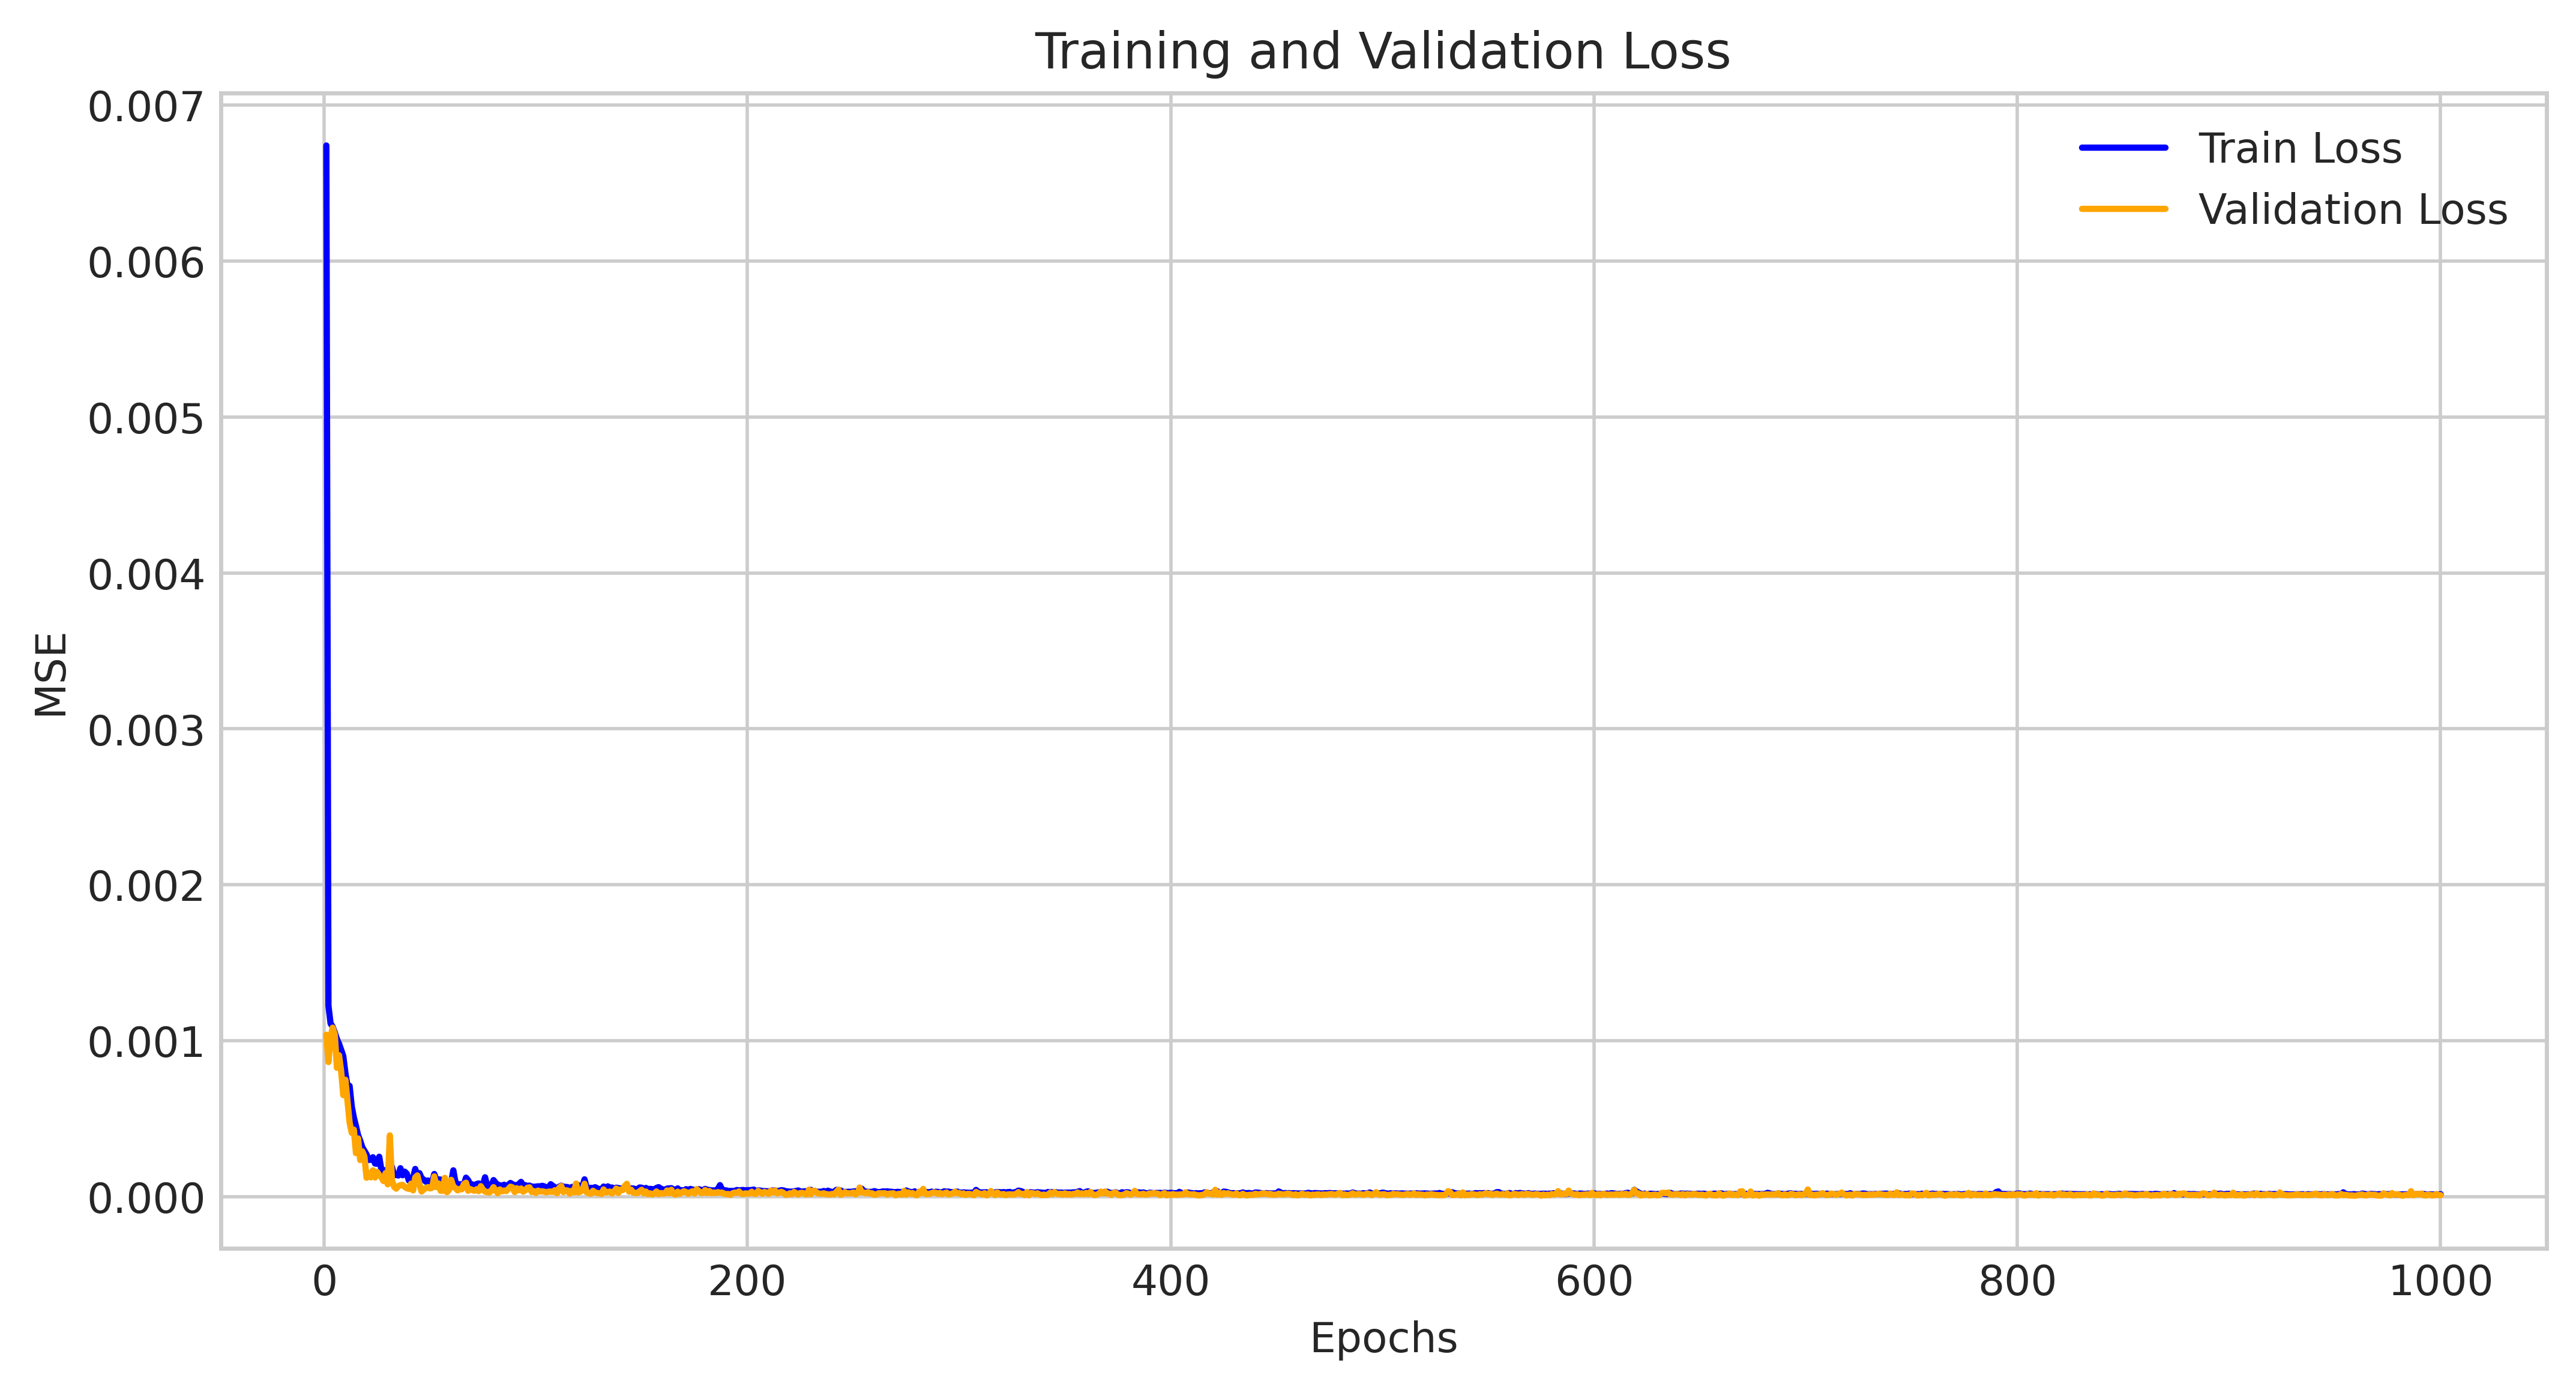 Training and Validation Loss
0.007
0.006
0.005
0.004
0.003
0.002
0.001
0.000
MSE
Train Loss
Validation Loss
0 200 400 600 800 1000
Epochs